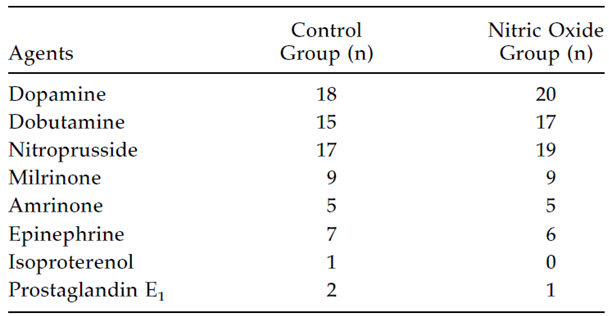 Agents Control Group (n) Nitric Oxide Group (n)
Dopamine 18 20
Dobutamine 15 17
Nitroprusside 17 19
Milrinone 9 9
Amrinone 5 5
Epinephrine 7 6
Isoproterenol 1 0
Prostaglandin E₁ 2 1